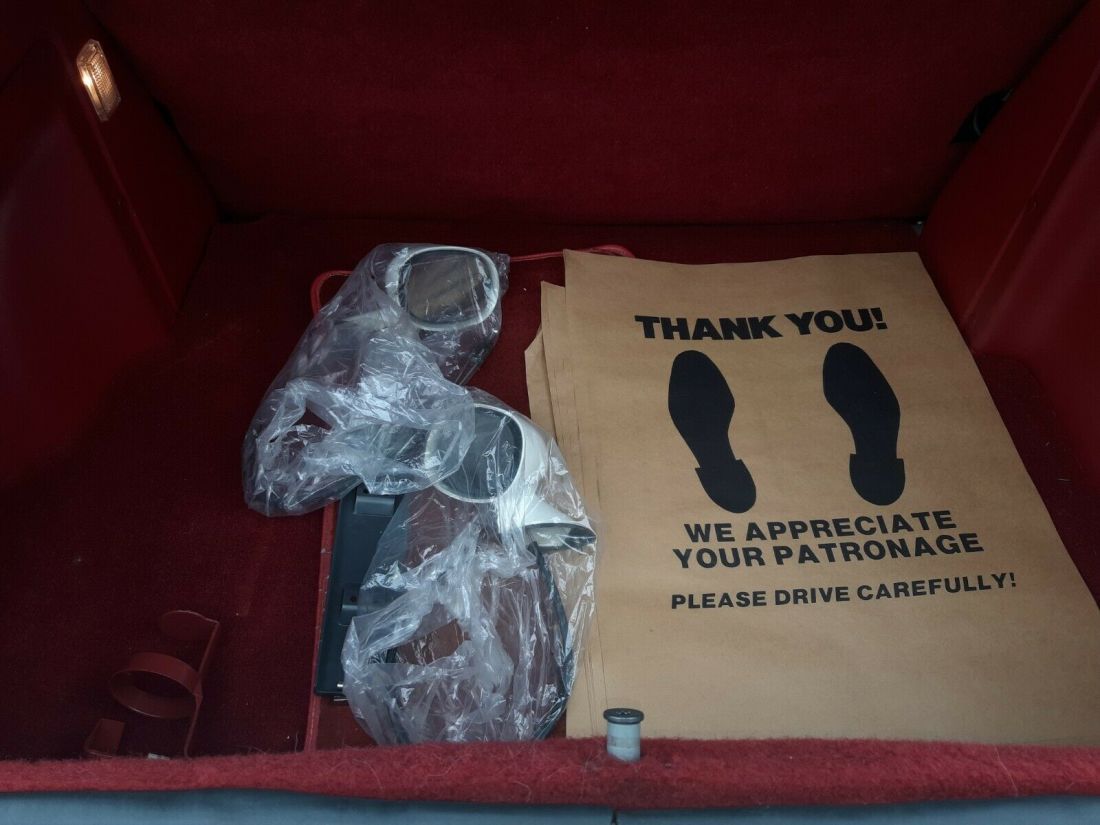 THANK YOU!
WE APPRECIATE
YOUR PATRONAGE
PLEASE DRIVE CAREFULLY!